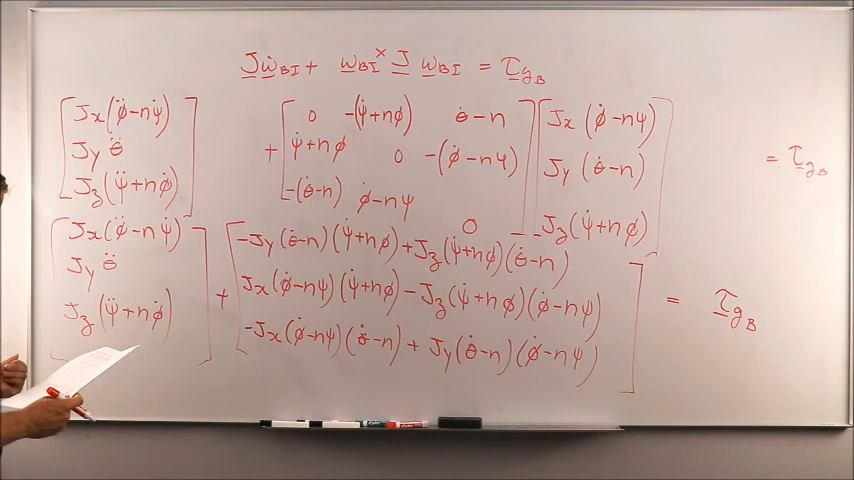 J ω̇_BI + ω_BI^× J ω_BI = τ_gB
[Jx(φ̈-nψ̇) ; Jy θ̈ ; Jz(ψ̈+nφ̇)] + [0 -(ψ̇+nφ) θ̇-n ; ψ̇+nφ 0 -(φ̇-nψ) ; -(θ̇-n) φ̇-nψ 0] [Jx(φ̇-nψ) ; Jy(θ̇-n) ; Jz(ψ̇+nφ)] = τ_gB
[Jx(φ̈-nψ̇) ; Jy θ̈ ; Jz(ψ̈+nφ̇)] + [-Jy(θ̇-n)(ψ̇+nφ)+Jz(ψ̇+nφ)(θ̇-n) ; Jx(φ̇-nψ)(ψ̇+nφ)-Jz(ψ̇+nφ)(φ̇-nψ) ; -Jx(φ̇-nψ)(θ̇-n)+Jy(θ̇-n)(φ̇-nψ)] = τ_gB